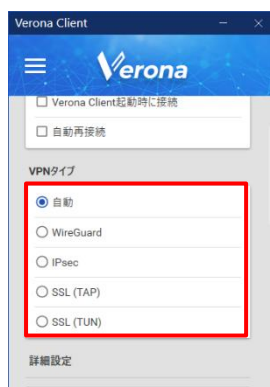 Verona Client
Verona
Verona Client起動時に接続
自動再接続
VPNタイプ
自動
WireGuard
IPsec
SSL (TAP)
SSL (TUN)
詳細設定